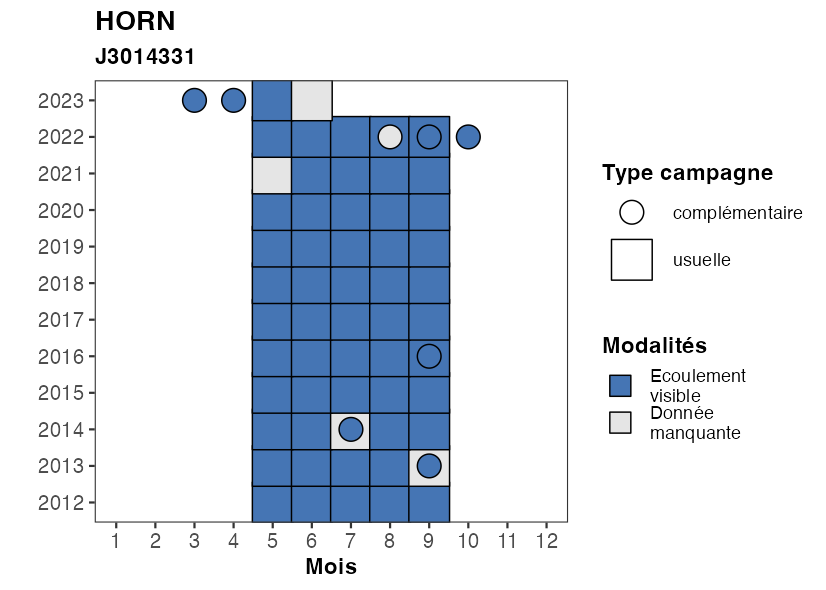 HORN
J3014331
2023
2022
2021
2020
2019
2018
2017
2016
2015
2014
2013
2012
1 2 3 4 5 6 7 8 9 10 11 12
Mois
Type campagne
complémentaire
usuelle
Modalités
Ecoulement
visible
Donnée
manquante